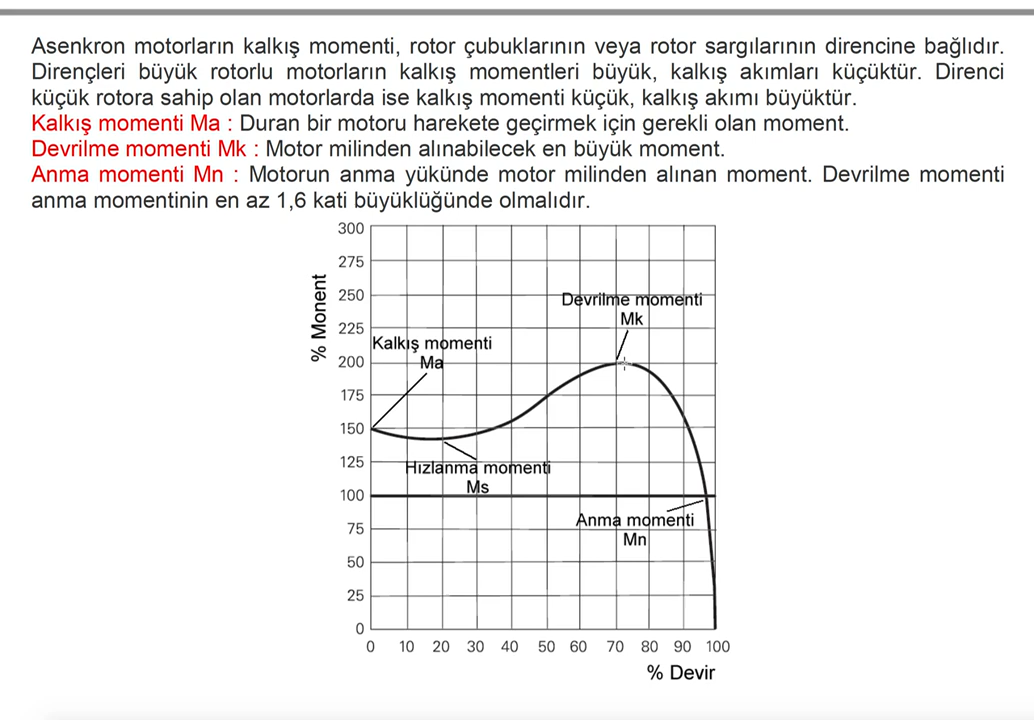 Asenkron motorların kalkış momenti, rotor çubuklarının veya rotor sargılarının direncine bağlıdır.
Dirençleri büyük rotorlu motorların kalkış momentleri büyük, kalkış akımları küçüktür. Direnci
küçük rotora sahip olan motorlarda ise kalkış momenti küçük, kalkış akımı büyüktür.
Kalkış momenti Ma : Duran bir motoru harekete geçirmek için gerekli olan moment.
Devrilme momenti Mk : Motor milinden alınabilecek en büyük moment.
Anma momenti Mn : Motorun anma yükünde motor milinden alınan moment. Devrilme momenti
anma momentinin en az 1,6 kati büyüklüğünde olmalıdır.
% Monent
300
275
250
225
200
175
150
125
100
75
50
25
0
Devrilme momenti
Mk
Kalkış momenti
Ma
Hızlanma momenti
Ms
Anma momenti
Mn
0 10 20 30 40 50 60 70 80 90 100
% Devir